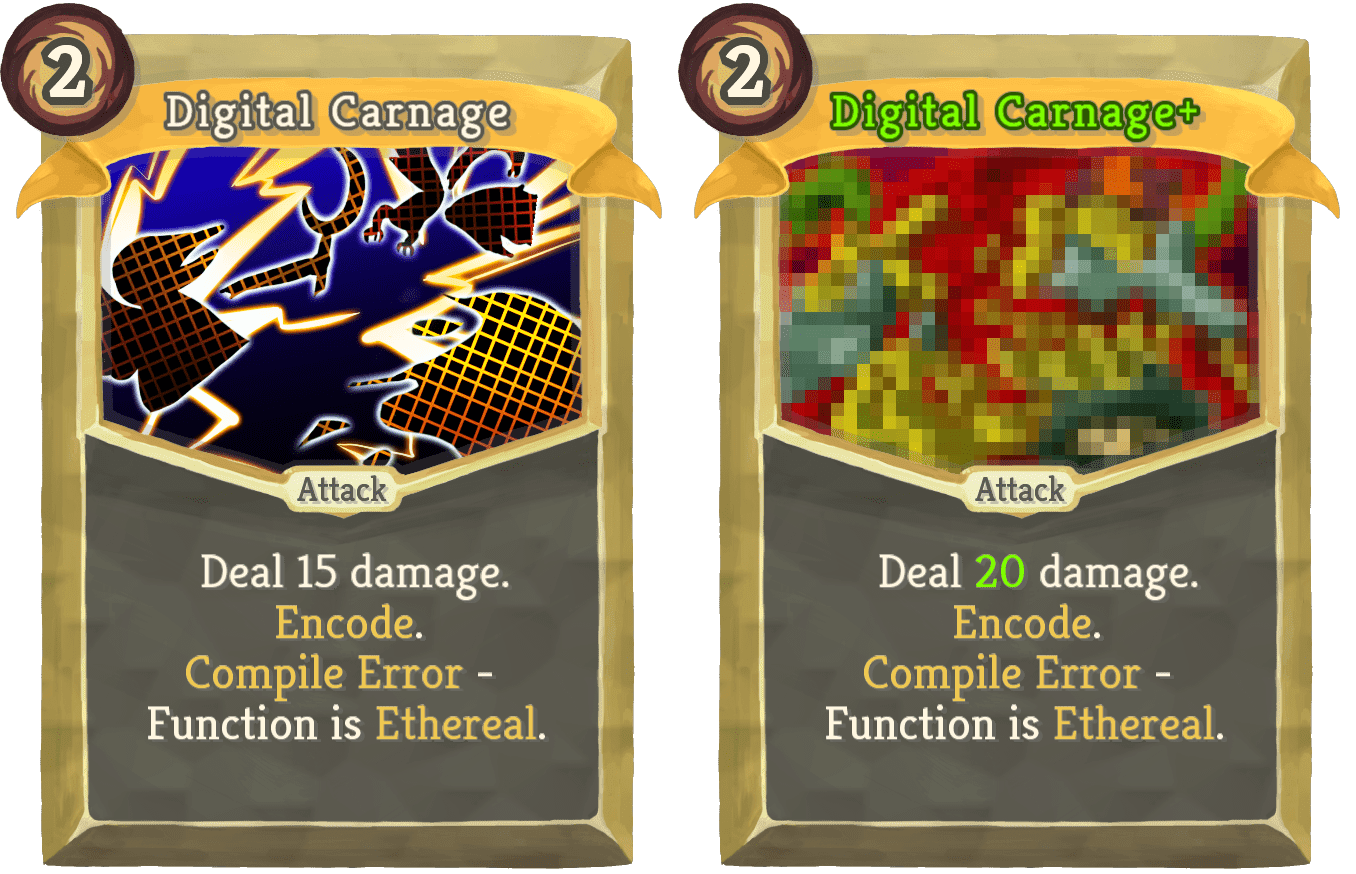 2
Digital Carnage
Attack
Deal 15 damage.
Encode.
Compile Error -
Function is Ethereal.
2
Digital Carnage+
Attack
Deal 20 damage.
Encode.
Compile Error -
Function is Ethereal.